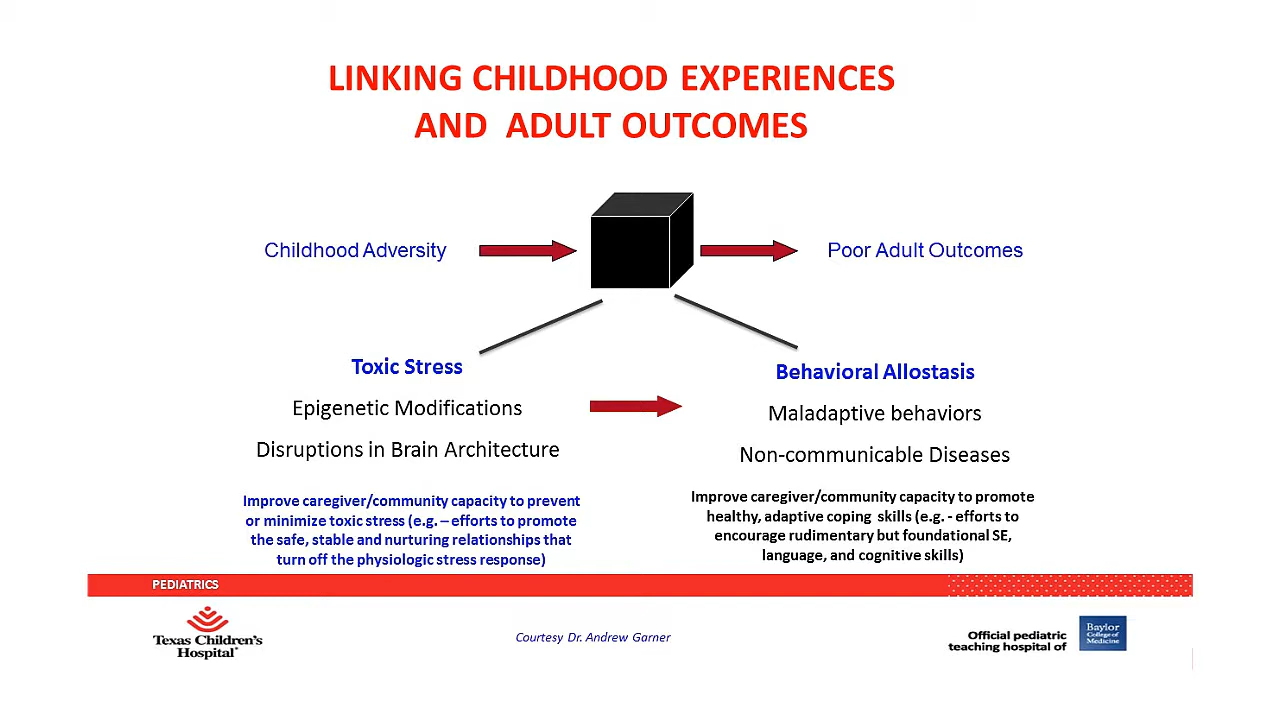 LINKING CHILDHOOD EXPERIENCES
AND ADULT OUTCOMES
Childhood Adversity
Poor Adult Outcomes
Toxic Stress
Epigenetic Modifications
Disruptions in Brain Architecture
Behavioral Allostasis
Maladaptive behaviors
Non-communicable Diseases
Improve caregiver/community capacity to prevent
or minimize toxic stress (e.g. – efforts to promote
the safe, stable and nurturing relationships that
turn off the physiologic stress response)
Improve caregiver/community capacity to promote
healthy, adaptive coping skills (e.g. - efforts to
encourage rudimentary but foundational SE,
language, and cognitive skills)
PEDIATRICS
Texas Children's
Hospital
Courtesy Dr. Andrew Garner
Official pediatric
teaching hospital of
Baylor
College of
Medicine